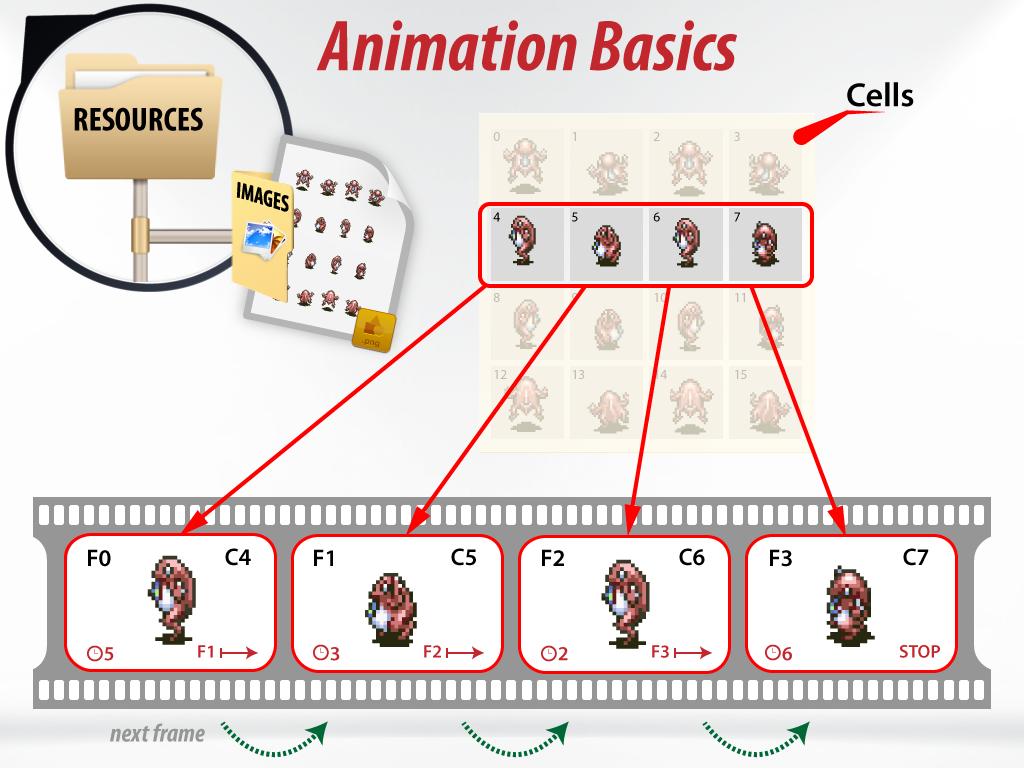 Animation Basics
RESOURCES
IMAGES
.png
Cells
0 1 2 3
4 5 6 7
8 9 10 11
12 13 14 15
F0 C4
5 F1
F1 C5
3 F2
F2 C6
2 F3
F3 C7
6 STOP
next frame